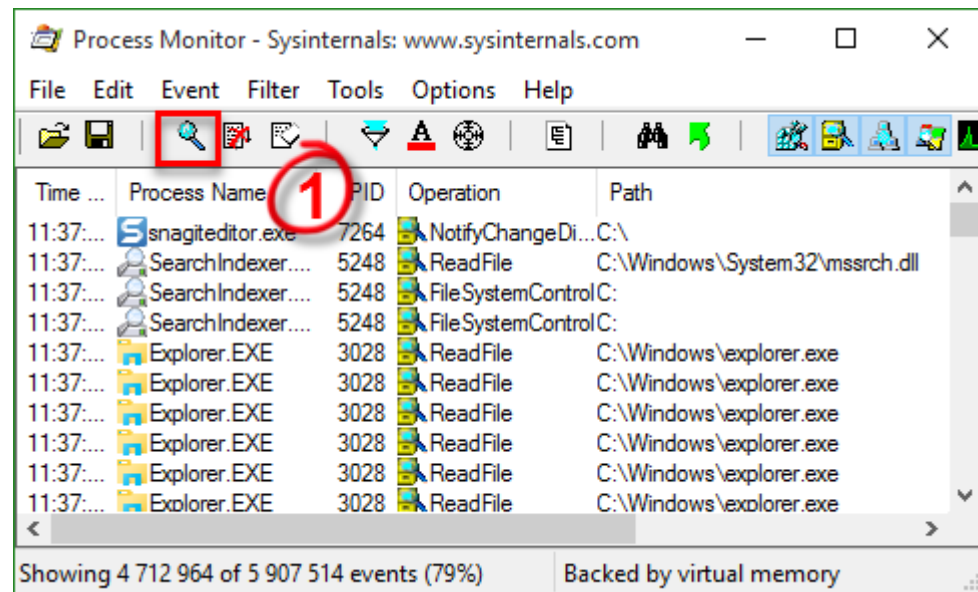 Process Monitor - Sysinternals: www.sysinternals.com
File Edit Event Filter Tools Options Help
1
Time ... Process Name PID Operation Path
11:37:... snagiteditor.exe 7264 NotifyChangeDi... C:\
11:37:... SearchIndexer.... 5248 ReadFile C:\Windows\System32\mssrch.dll
11:37:... SearchIndexer.... 5248 FileSystemControl C:
11:37:... SearchIndexer.... 5248 FileSystemControl C:
11:37:... Explorer.EXE 3028 ReadFile C:\Windows\explorer.exe
11:37:... Explorer.EXE 3028 ReadFile C:\Windows\explorer.exe
11:37:... Explorer.EXE 3028 ReadFile C:\Windows\explorer.exe
11:37:... Explorer.EXE 3028 ReadFile C:\Windows\explorer.exe
11:37:... Explorer.EXE 3028 ReadFile C:\Windows\explorer.exe
11:37:... Explorer.EXE 3028 ReadFile C:\Windows\explorer.exe
Showing 4 712 964 of 5 907 514 events (79%) Backed by virtual memory